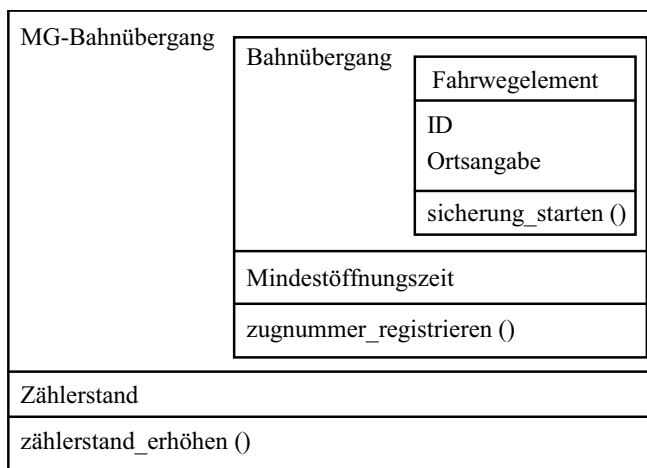 MG-Bahnübergang
Bahnübergang
Fahrwegelement
ID
Ortsangabe
sicherung_starten ()
Mindestöffnungszeit
zugnummer_registrieren ()
Zählerstand
zählerstand_erhöhen ()